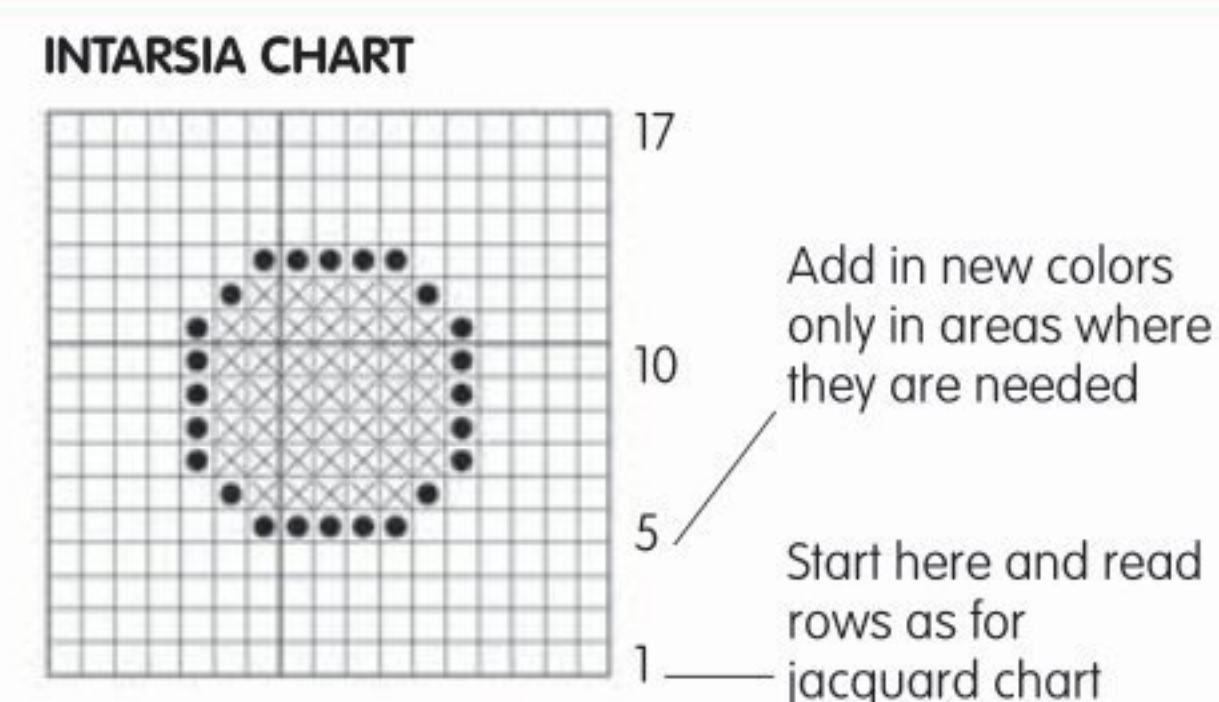 INTARSIA CHART
17
Add in new colors
only in areas where
they are needed
10
5
Start here and read
rows as for
jacquard chart
1